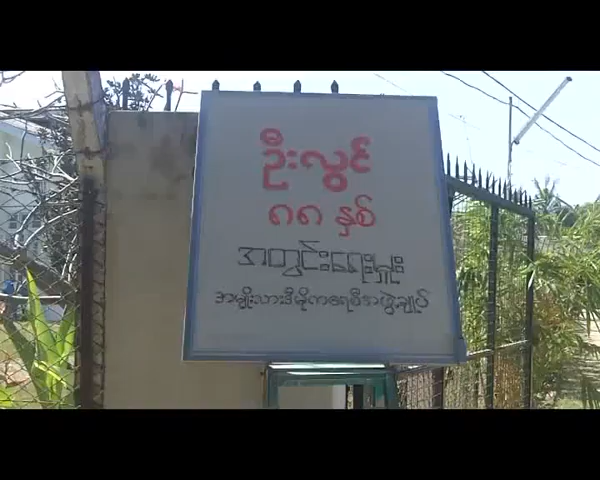 ဦးလွင်
၈၈ နှစ်
အတွင်းရေးမှူး
အမျိုးသားဒီမိုကရေစီအဖွဲ့ချုပ်